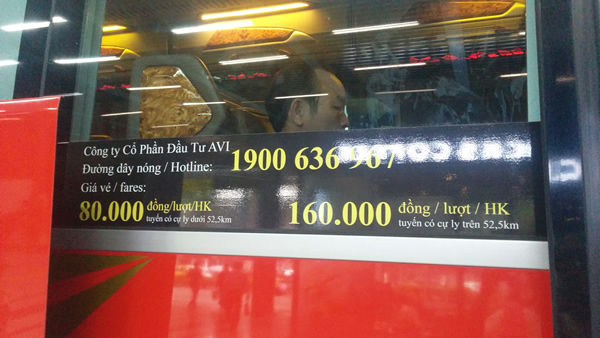 Công ty Cổ Phần Đầu Tư AVI
Đường dây nóng / Hotline: 1900 636 967
Giá vé / fares:
80.000 đồng/lượt/HK
tuyến có cự ly dưới 52,5km
160.000 đồng / lượt / HK
tuyến có cự ly trên 52,5km